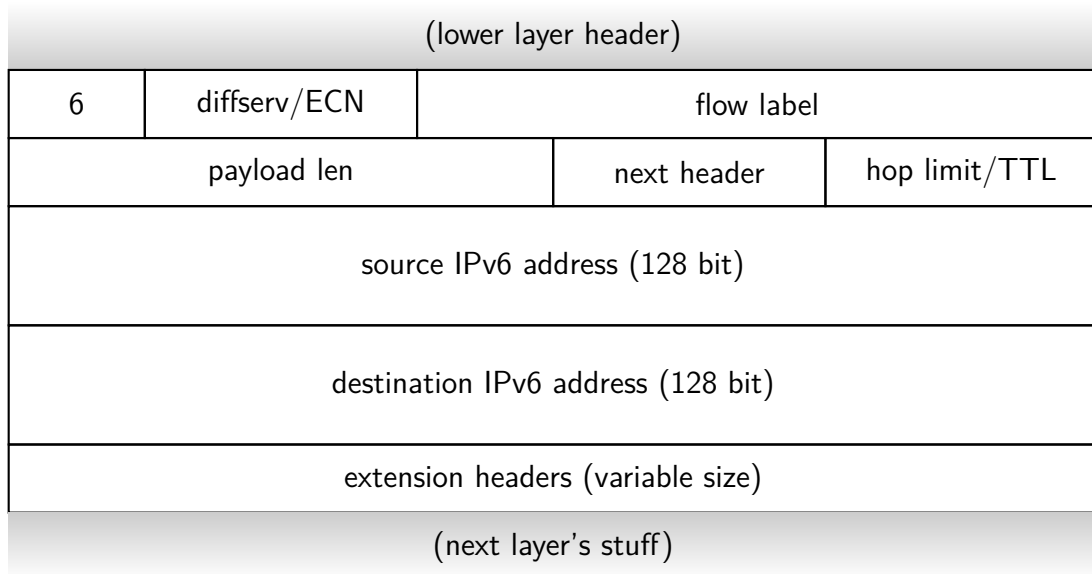 (lower layer header)
6 diffserv/ECN flow label
payload len next header hop limit/TTL
source IPv6 address (128 bit)
destination IPv6 address (128 bit)
extension headers (variable size)
(next layer's stuff)